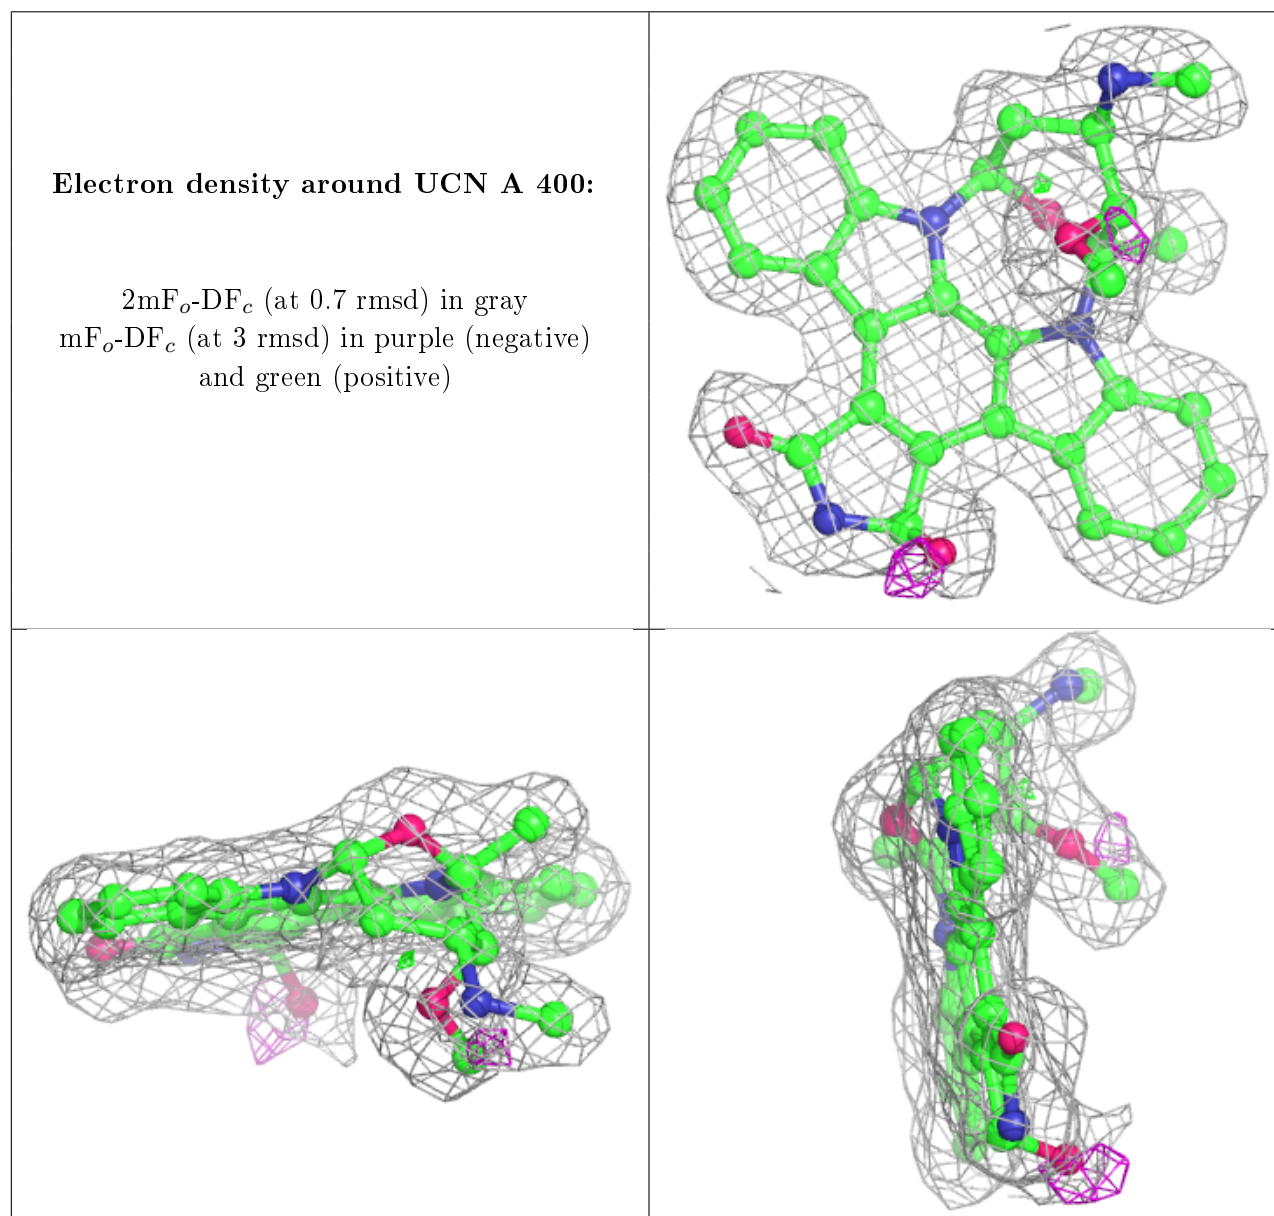 Electron density around UCN A 400:
2mFo-DFc (at 0.7 rmsd) in gray
mFo-DFc (at 3 rmsd) in purple (negative)
and green (positive)